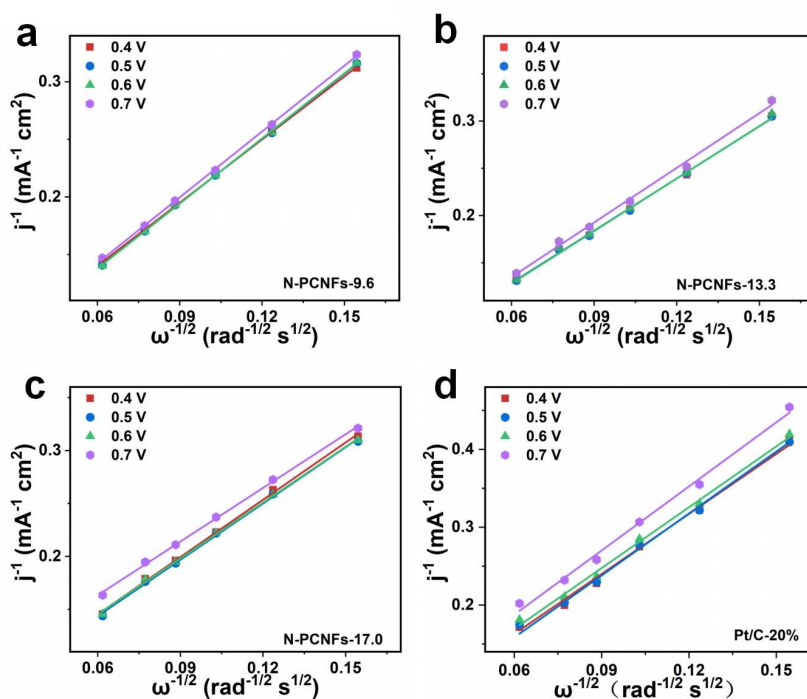 a
0.4 V
0.5 V
0.6 V
0.7 V
0.3
0.2
j⁻¹ (mA⁻¹ cm²)
N-PCNFs-9.6
0.06
0.09
0.12
0.15
ω⁻¹/² (rad⁻¹/² s¹/²)
b
0.4 V
0.5 V
0.6 V
0.7 V
0.3
0.2
j⁻¹ (mA⁻¹ cm²)
N-PCNFs-13.3
0.06
0.09
0.12
0.15
ω⁻¹/² (rad⁻¹/² s¹/²)
c
0.4 V
0.5 V
0.6 V
0.7 V
0.3
0.2
j⁻¹ (mA⁻¹ cm²)
N-PCNFs-17.0
0.06
0.09
0.12
0.15
ω⁻¹/² (rad⁻¹/² s¹/²)
d
0.4 V
0.5 V
0.6 V
0.7 V
0.4
0.3
0.2
j⁻¹ (mA⁻¹ cm²)
Pt/C-20%
0.06
0.09
0.12
0.15
ω⁻¹/²（rad⁻¹/² s¹/²）